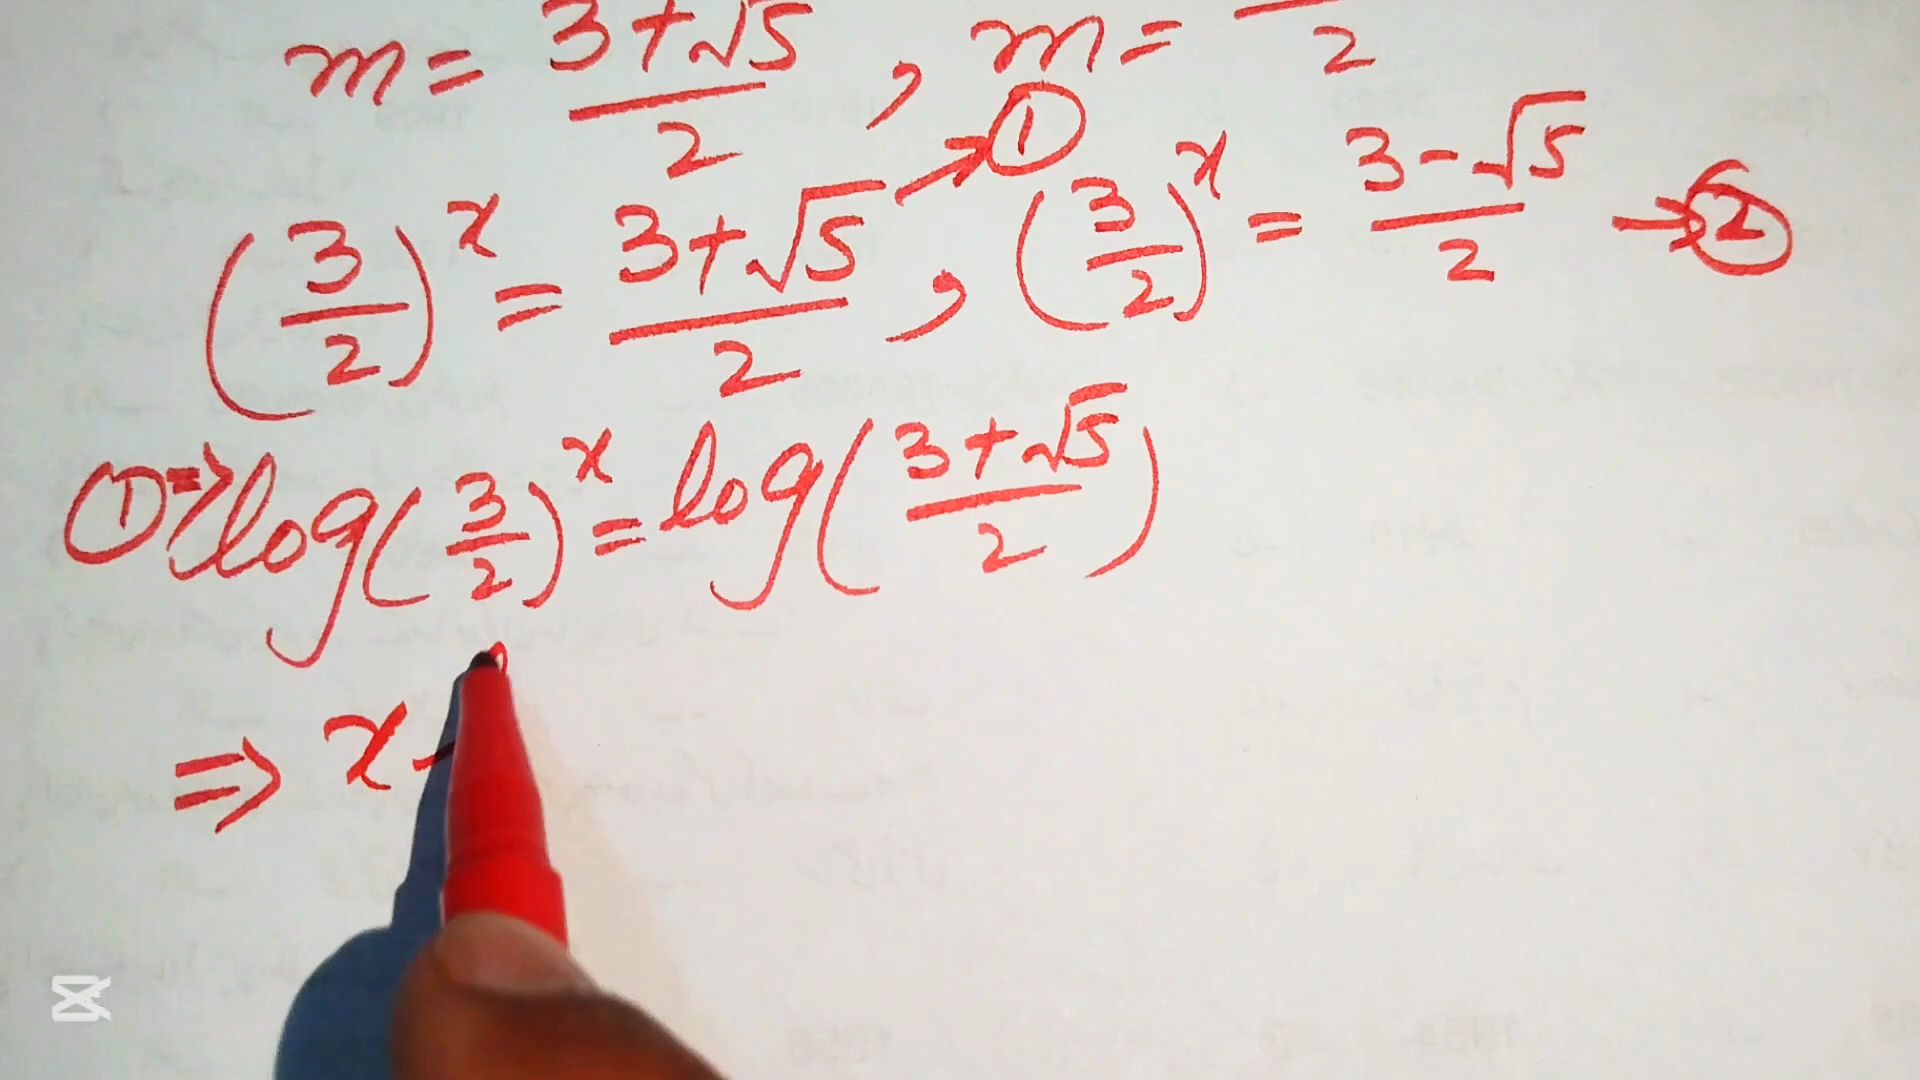 m = 3+√5/2 , m = /2
(3/2)^x = 3+√5/2 → ① , (3/2)^x = 3-√5/2 → ②
① ⇒ log(3/2)^x = log(3+√5/2)
⇒ x